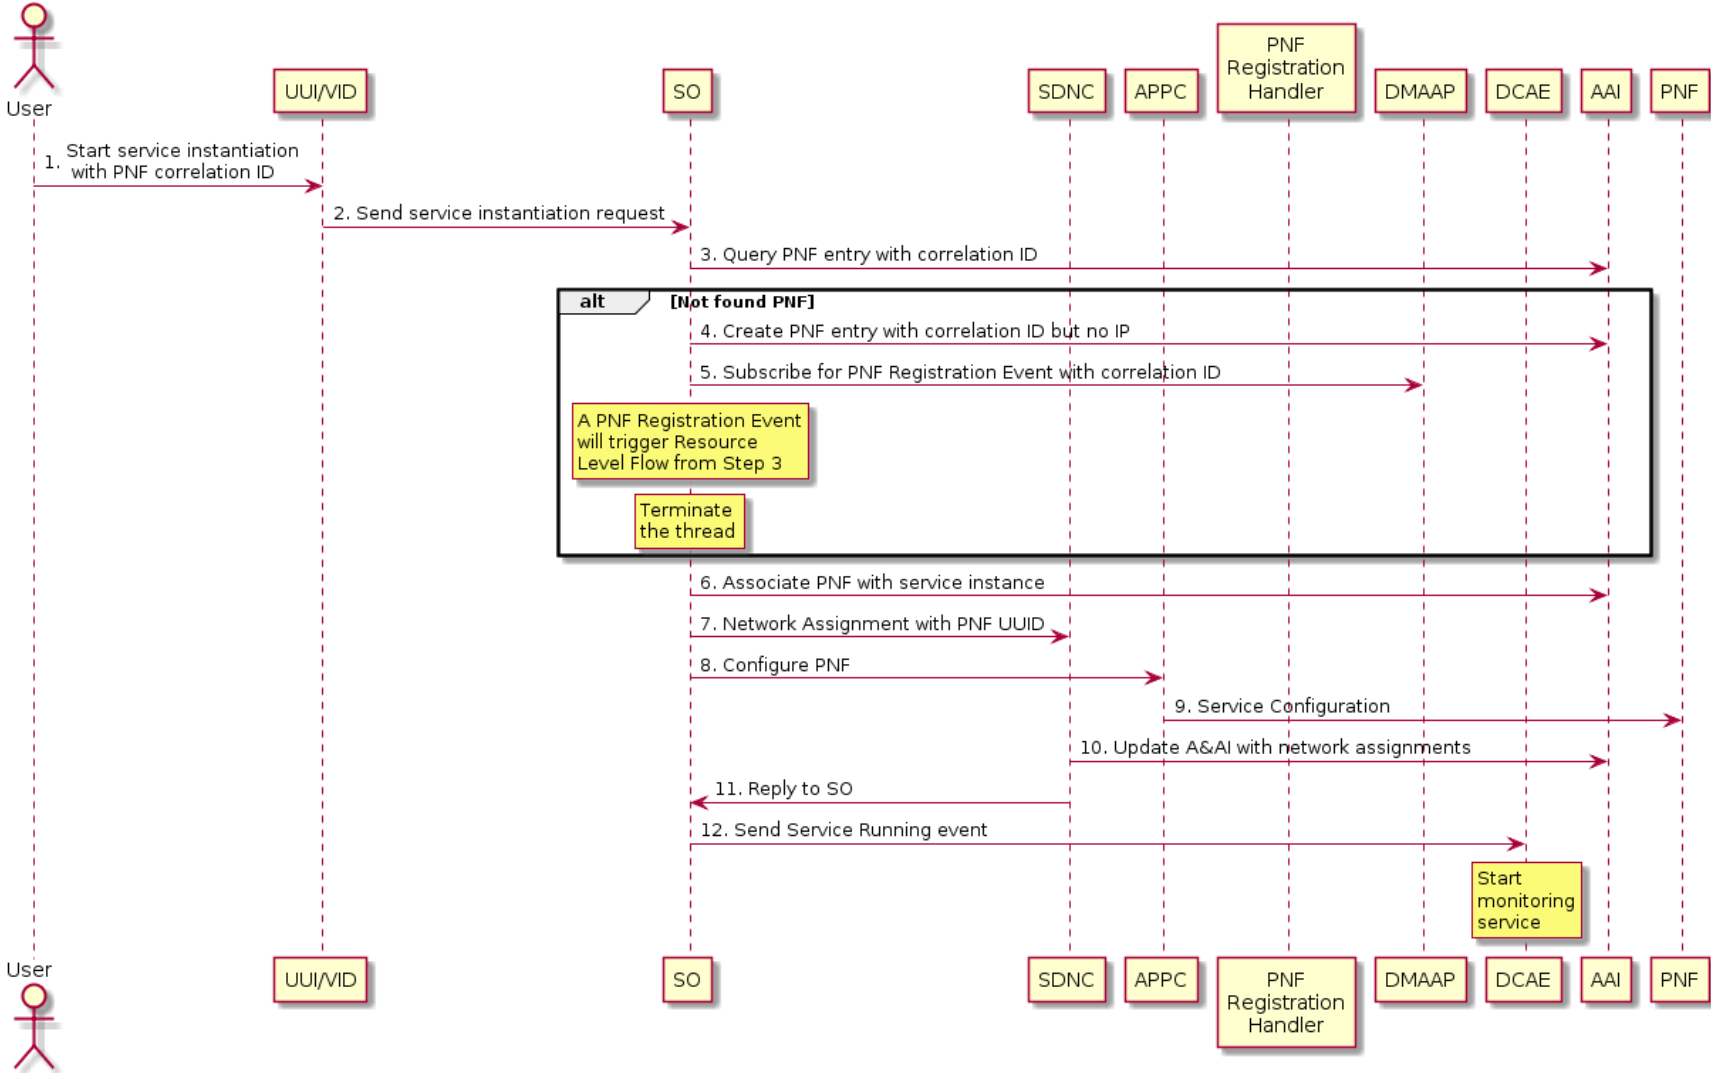 User
UUI/VID
SO
SDNC
APPC
PNF
Registration
Handler
DMAAP
DCAE
AAI
PNF
1. Start service instantiation
with PNF correlation ID
2. Send service instantiation request
3. Query PNF entry with correlation ID
alt [Not found PNF]
4. Create PNF entry with correlation ID but no IP
5. Subscribe for PNF Registration Event with correlation ID
A PNF Registration Event
will trigger Resource
Level Flow from Step 3
Terminate
the thread
6. Associate PNF with service instance
7. Network Assignment with PNF UUID
8. Configure PNF
9. Service Configuration
10. Update A&AI with network assignments
11. Reply to SO
12. Send Service Running event
Start
monitoring
service
User
UUI/VID
SO
SDNC
APPC
PNF
Registration
Handler
DMAAP
DCAE
AAI
PNF